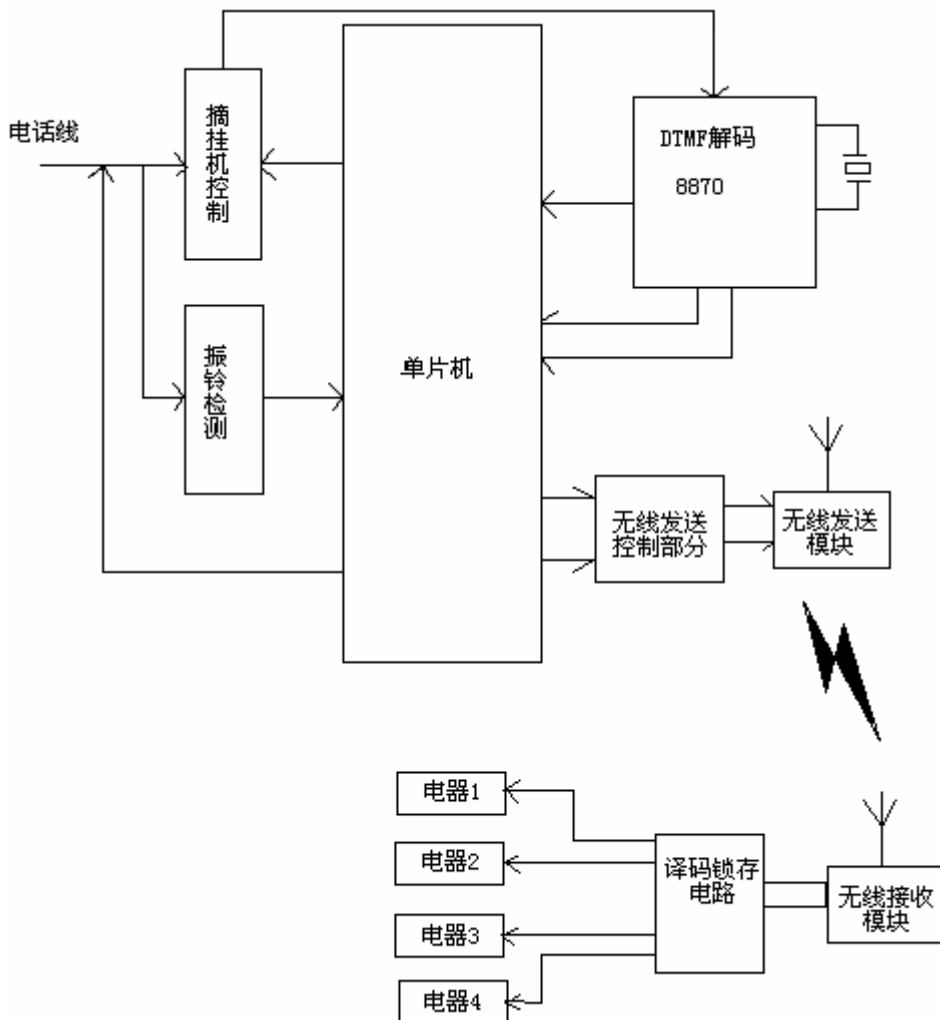 电话线
摘挂机控制
DTMF解码
8870
振铃检测
单片机
无线发送
控制部分
无线发送
模块
电器1
电器2
电器3
电器4
译码锁存
电路
无线接收
模块